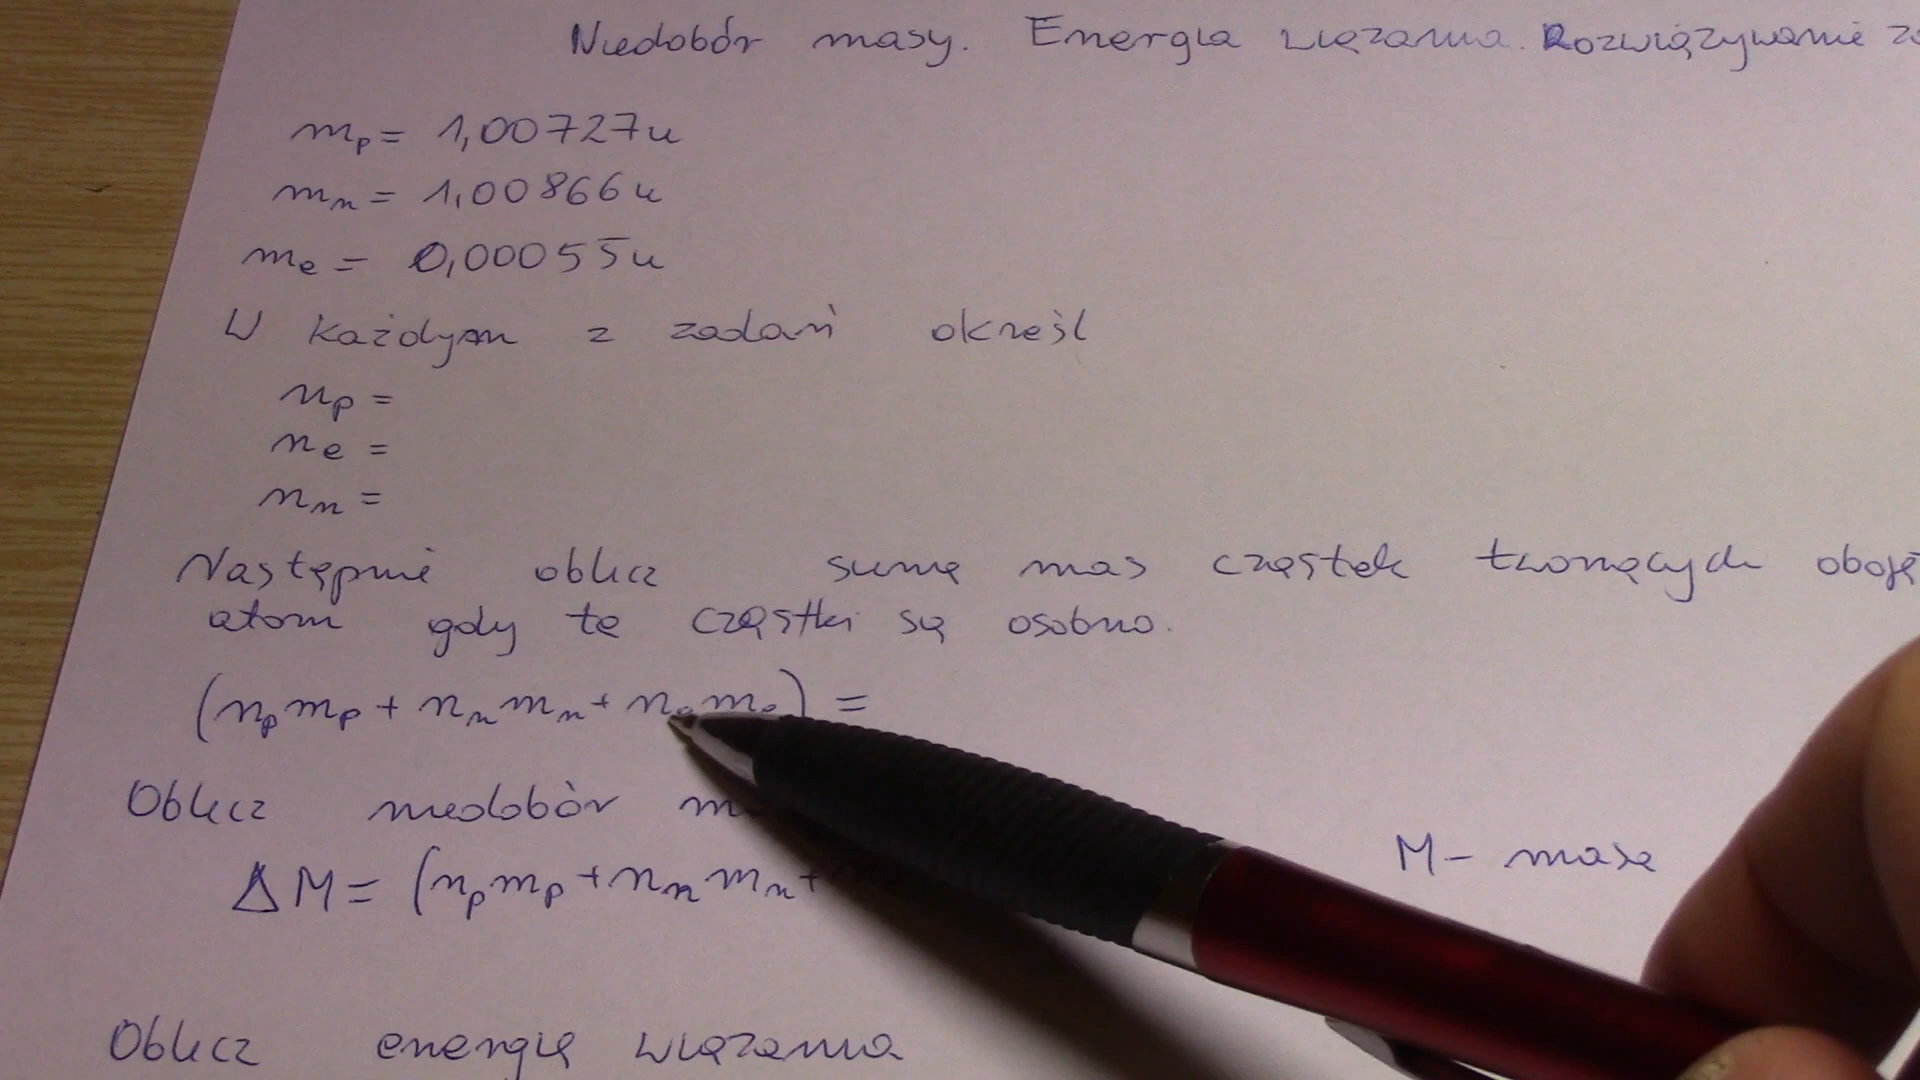 Niedobór masy. Energia wiązania. Rozwiązywanie
mp = 1,00727u
mn = 1,00866u
me = 0,00055u
W każdym z zadań określ
np =
ne =
nn =
Następnie oblicz sumę mas cząstek tworzących
atom gdy te cząstki są osobno.
(npmp + nnmn + neme) =
Oblicz niedobór
ΔM = (npmp + nnmn +
M - masa
Oblicz energię wiązania